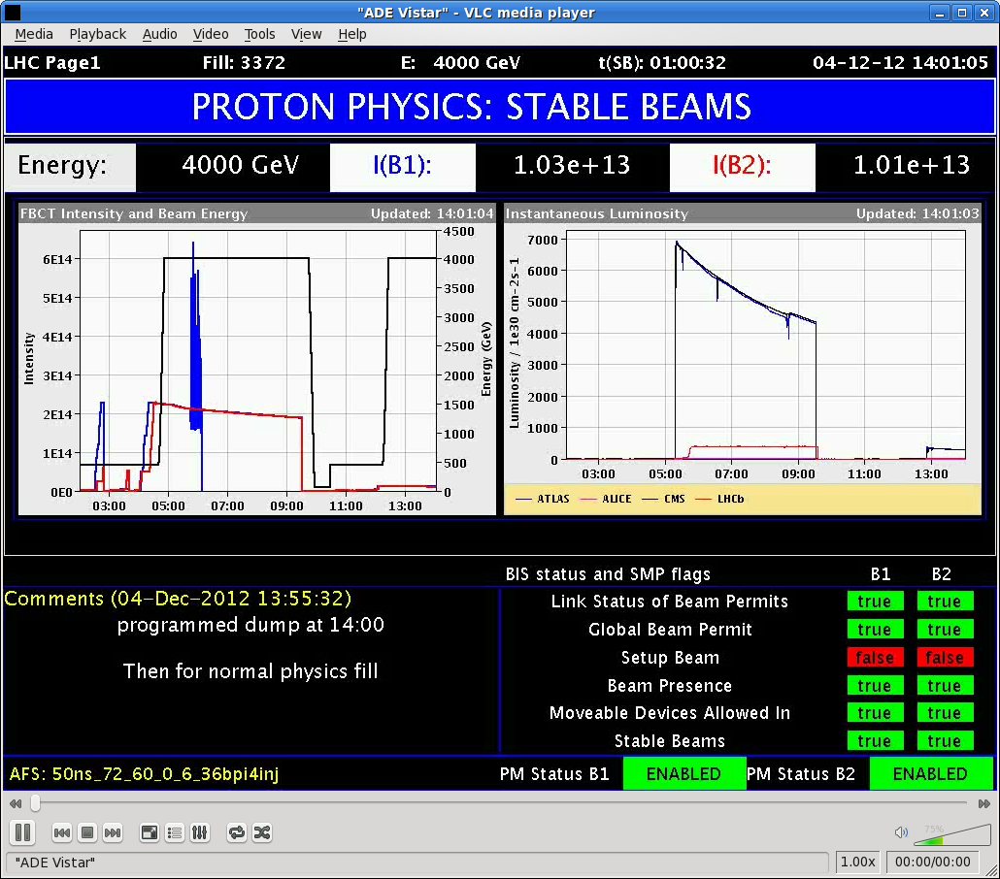 "ADE Vistar" - VLC media player
Media Playback Audio Video Tools View Help
LHC Page1 Fill: 3372 E: 4000 GeV t(SB): 01:00:32 04-12-12 14:01:05
PROTON PHYSICS: STABLE BEAMS
Energy: 4000 GeV I(B1): 1.03e+13 I(B2): 1.01e+13
FBCT Intensity and Beam Energy Updated: 14:01:04
Intensity
6E14
5E14
4E14
3E14
2E14
1E14
0E0
4500
4000
3500
3000
2500
2000
1500
1000
500
0
Energy (GeV)
03:00 05:00 07:00 09:00 11:00 13:00
Instantaneous Luminosity Updated: 14:01:03
Luminosity / 1e30 cm-2s-1
7000
6000
5000
4000
3000
2000
1000
0
03:00 05:00 07:00 09:00 11:00 13:00
ATLAS ALICE CMS LHCb
Comments (04-Dec-2012 13:55:32)
programmed dump at 14:00
Then for normal physics fill
BIS status and SMP flags B1 B2
Link Status of Beam Permits true true
Global Beam Permit true true
Setup Beam false false
Beam Presence true true
Moveable Devices Allowed In true true
Stable Beams true true
AFS: 50ns_72_60_0_6_36bpi4inj PM Status B1 ENABLED PM Status B2 ENABLED
75%
"ADE Vistar" 1.00x 00:00/00:00